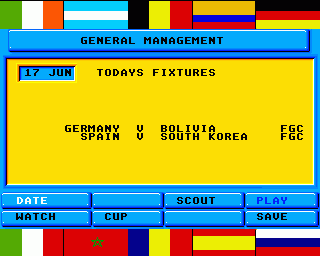 GENERAL MANAGEMENT
17 JUN TODAYS FIXTURES
GERMANY V BOLIVIA FGC
SPAIN V SOUTH KOREA FGC
DATE SCOUT PLAY
WATCH CUP SAVE